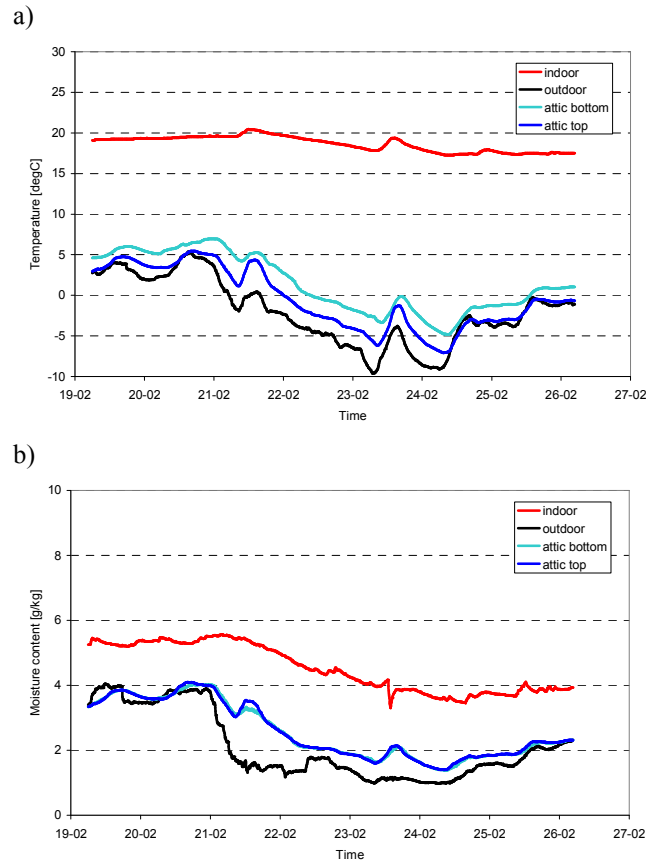 a)
30
25
20
15
10
5
0
-5
-10
Temperature [degC]
indoor
outdoor
attic bottom
attic top
19-02 20-02 21-02 22-02 23-02 24-02 25-02 26-02 27-02
Time
b)
10
8
6
4
2
0
Moisture content [g/kg]
indoor
outdoor
attic bottom
attic top
19-02 20-02 21-02 22-02 23-02 24-02 25-02 26-02 27-02
Time